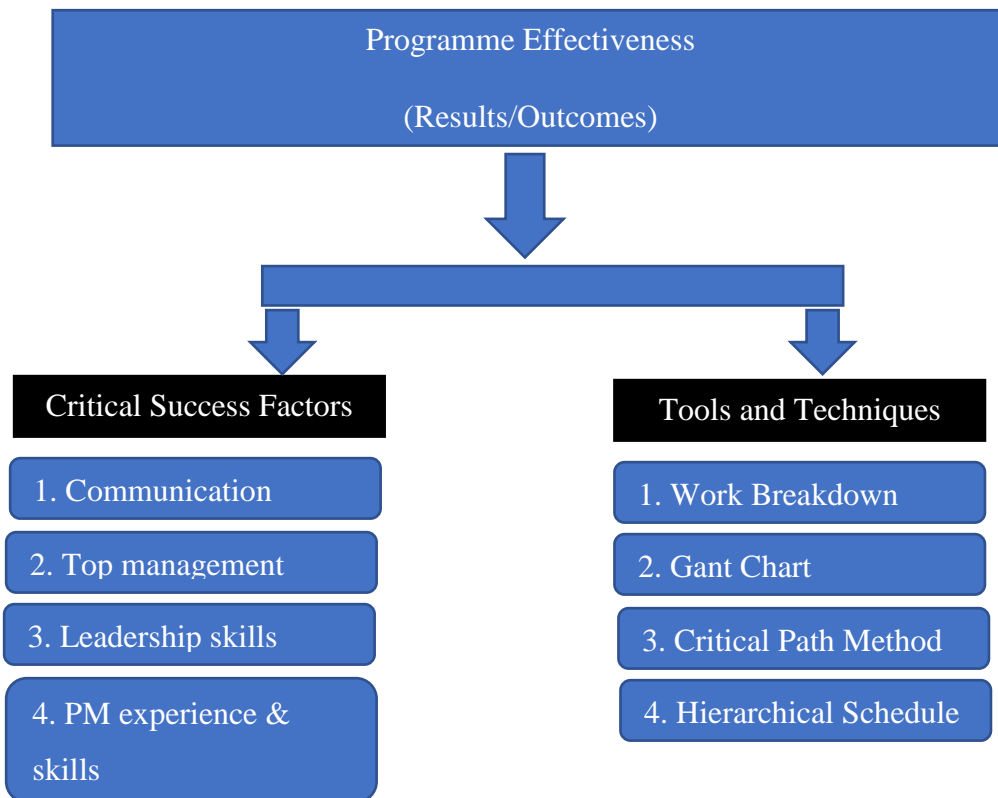 Programme Effectiveness
(Results/Outcomes)
Critical Success Factors
1. Communication
2. Top management
3. Leadership skills
4. PM experience &
skills
Tools and Techniques
1. Work Breakdown
2. Gant Chart
3. Critical Path Method
4. Hierarchical Schedule